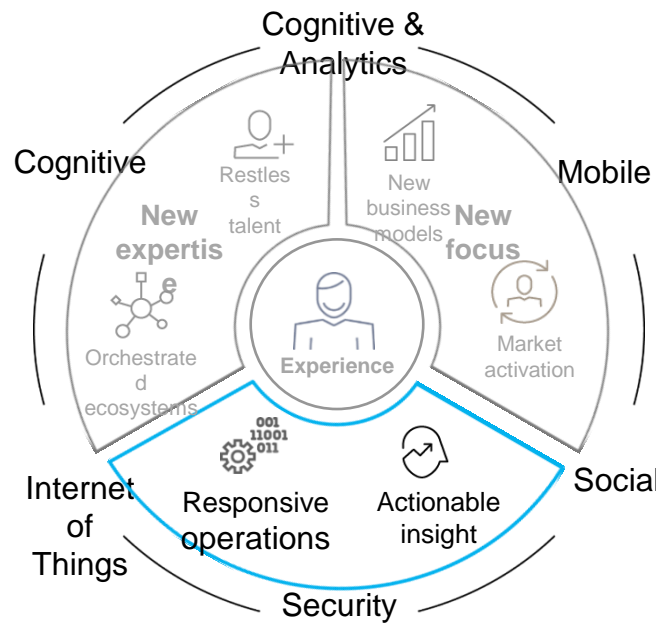 Cognitive &
Analytics
Cognitive
Mobile
Restles
s
talent
New
business
models
New
expertis
e
New
focus
Orchestrate
d
ecosystems
Experience
Market
activation
001
11001
011
Responsive
operations
Actionable
insight
Internet
of
Things
Social
Security